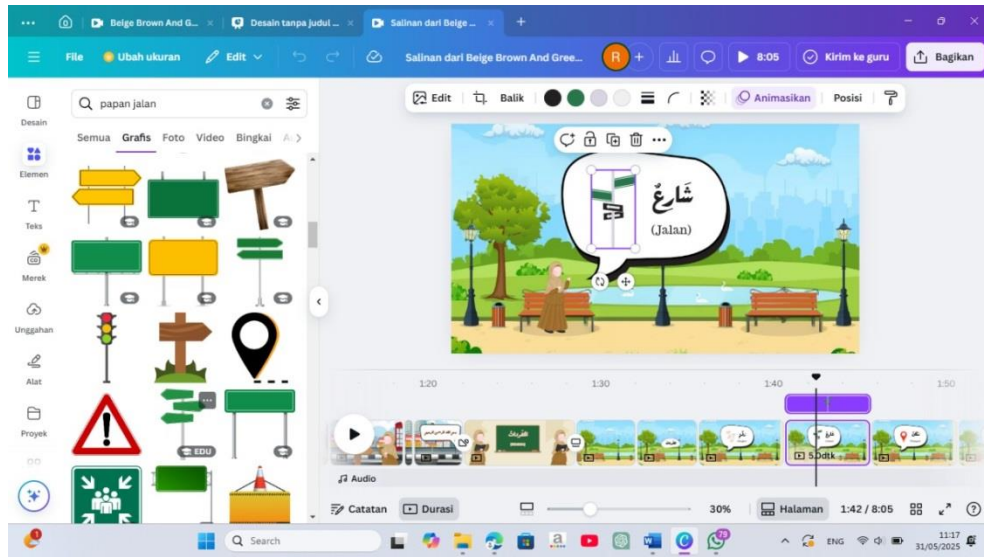 Beige Brown And G...
Desain tanpa judul ...
Salinan dari Beige ...
File
Ubah ukuran
Edit
Salinan dari Beige Brown And Gree...
R
8:05
Kirim ke guru
Bagikan
Desain
Elemen
Teks
Merek
Unggahan
Alat
Proyek
papan jalan
Semua Grafis Foto Video Bingkai
EDU
Edit
Balik
Animasikan
Posisi
شَارِعٌ
(Jalan)
1:20 1:30 1:40 1:50
5.0dtk
Audio
Catatan
Durasi
30%
Halaman
1:42 / 8:05
Search
a
W
75
ENG
11:17
31/05/2025